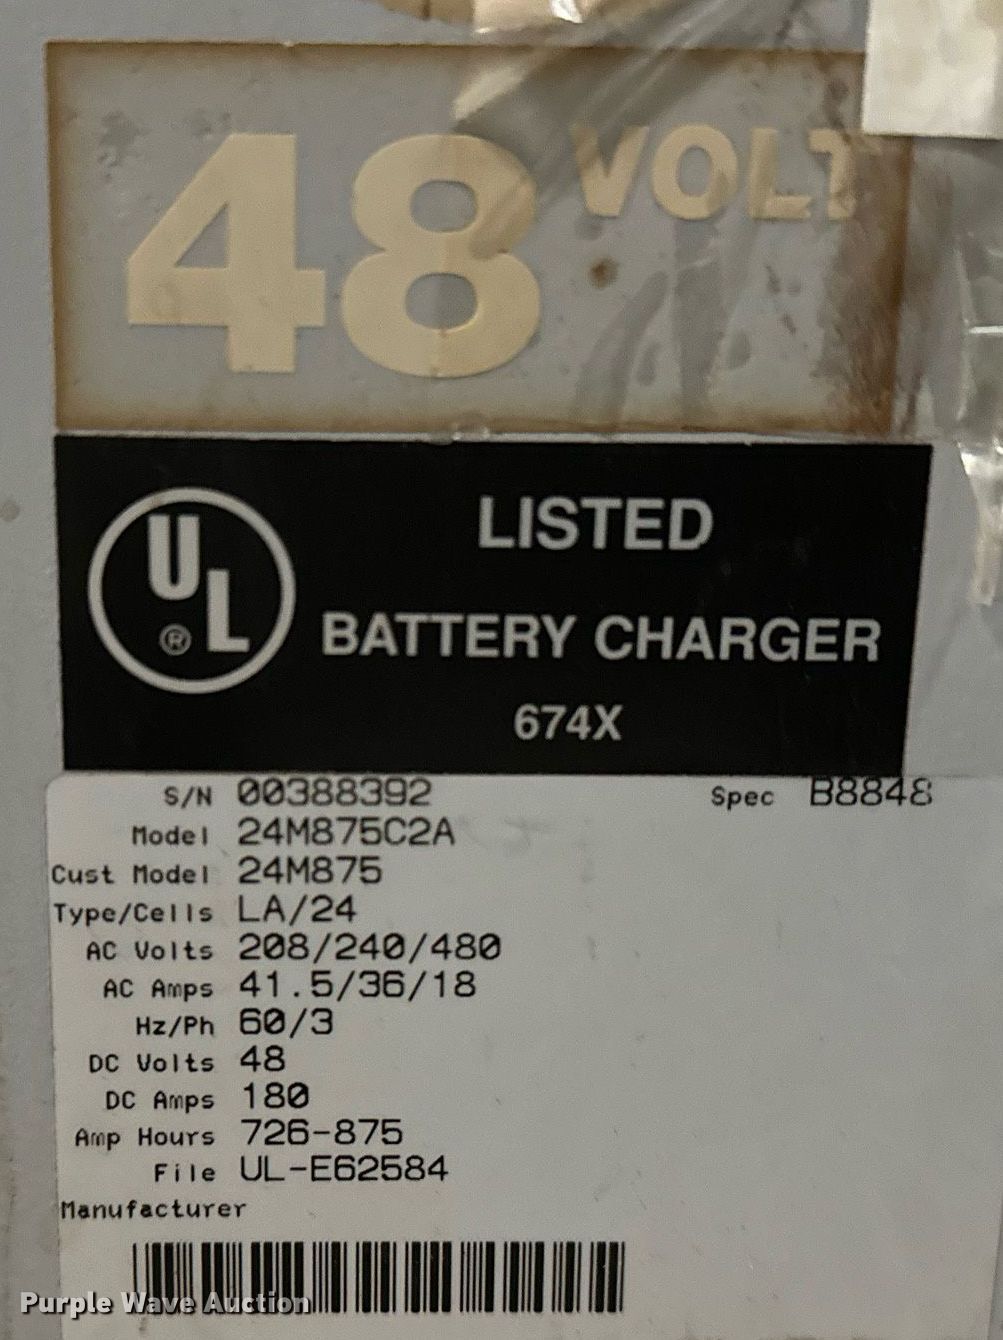 48 VOLT
UL ®
LISTED
BATTERY CHARGER
674X
S/N 00388392 Spec B8848
Model 24M875C2A
Cust Model 24M875
Type/Cells LA/24
AC Volts 208/240/480
AC Amps 41.5/36/18
Hz/Ph 60/3
DC Volts 48
DC Amps 180
Amp Hours 726-875
File UL-E62584
Manufacturer
Purple Wave Auction